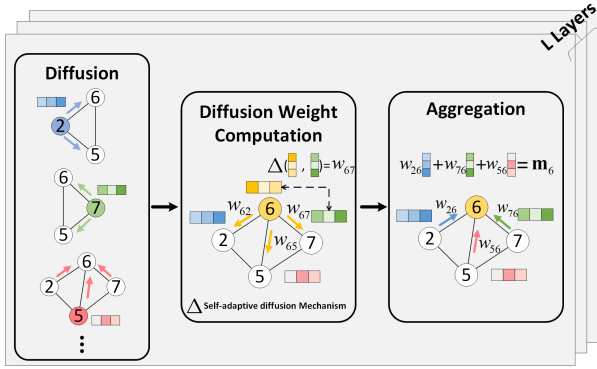 L Layers
Diffusion
6
2
5
6
7
5
6
2
7
5
⋮
Diffusion Weight
Computation
Δ( , )=w₆₇
w₆₂ 6 w₆₇
2 w₆₅ 7
5
Δ Self-adaptive diffusion Mechanism
Aggregation
w₂₆ +w₇₆ +w₅₆ =m₆
w₂₆ 6 w₇₆
2 w₅₆ 7
5